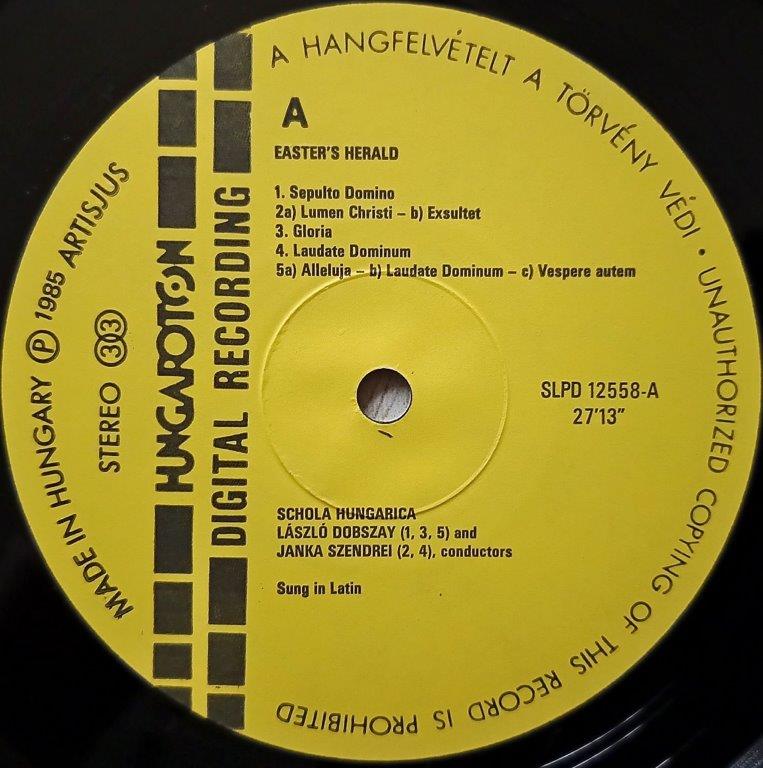 A HANGFELVÉTELT A TÖRVÉNY VÉDI • UNAUTHORIZED COPYING OF THIS RECORD IS PROHIBITED
MADE IN HUNGARY Ⓟ 1985 ARTISJUS
STEREO 33
HUNGAROTON
DIGITAL RECORDING
A
EASTER'S HERALD
1. Sepulto Domino
2a) Lumen Christi – b) Exsultet
3. Gloria
4. Laudate Dominum
5a) Alleluja – b) Laudate Dominum – c) Vespere autem
SLPD 12558-A
27'13"
SCHOLA HUNGARICA
LÁSZLÓ DOBSZAY (1, 3, 5) and
JANKA SZENDREI (2, 4), conductors
Sung in Latin